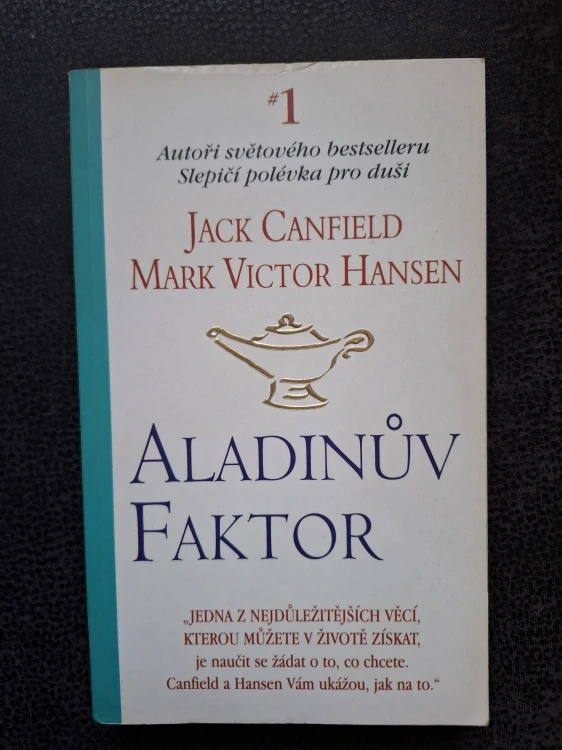 #1
Autoři světového bestselleru
Slepičí polévka pro duši
JACK CANFIELD
MARK VICTOR HANSEN
ALADINŮV
FAKTOR
„JEDNA Z NEJDŮLEŽITĚJŠÍCH VĚCÍ,
KTEROU MŮŽETE V ŽIVOTĚ ZÍSKAT,
je naučit se žádat o to, co chcete.
Canfield a Hansen Vám ukážou, jak na to.“